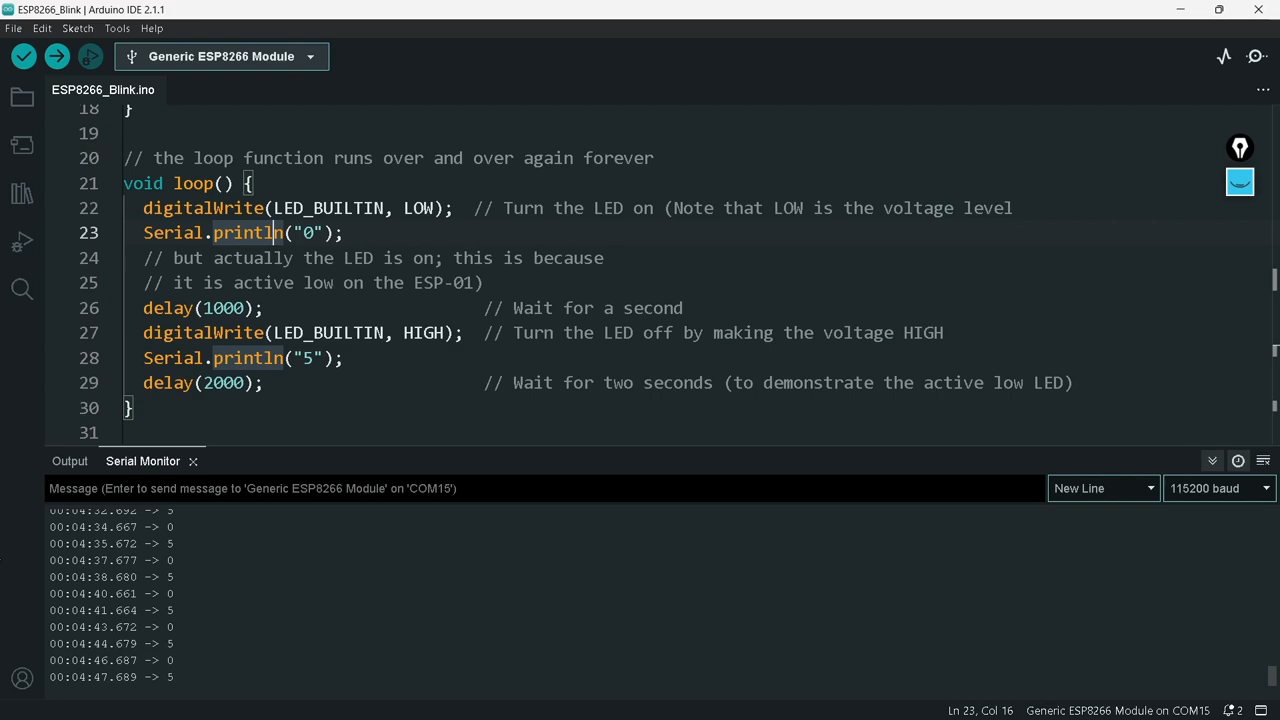 ESP8266_Blink | Arduino IDE 2.1.1
File Edit Sketch Tools Help
Generic ESP8266 Module
ESP8266_Blink.ino
18 }
19
20 // the loop function runs over and over again forever
21 void loop() {
22 digitalWrite(LED_BUILTIN, LOW); // Turn the LED on (Note that LOW is the voltage level
23 Serial.println("0");
24 // but actually the LED is on; this is because
25 // it is active low on the ESP-01)
26 delay(1000); // Wait for a second
27 digitalWrite(LED_BUILTIN, HIGH); // Turn the LED off by making the voltage HIGH
28 Serial.println("5");
29 delay(2000); // Wait for two seconds (to demonstrate the active low LED)
30 }
31
Output Serial Monitor
Message (Enter to send message to 'Generic ESP8266 Module' on 'COM15')
New Line 115200 baud
00:04:32.692 -> 5
00:04:34.667 -> 0
00:04:35.672 -> 5
00:04:37.677 -> 0
00:04:38.680 -> 5
00:04:40.661 -> 0
00:04:41.664 -> 5
00:04:43.672 -> 0
00:04:44.679 -> 5
00:04:46.687 -> 0
00:04:47.689 -> 5
Ln 23, Col 16 Generic ESP8266 Module on COM15 2